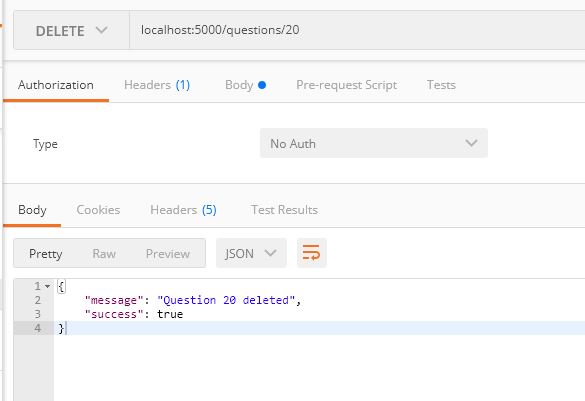 DELETE localhost:5000/questions/20
Authorization Headers (1) Body Pre-request Script Tests
Type No Auth
Body Cookies Headers (5) Test Results
Pretty Raw Preview JSON
1 {
2 "message": "Question 20 deleted",
3 "success": true
4 }